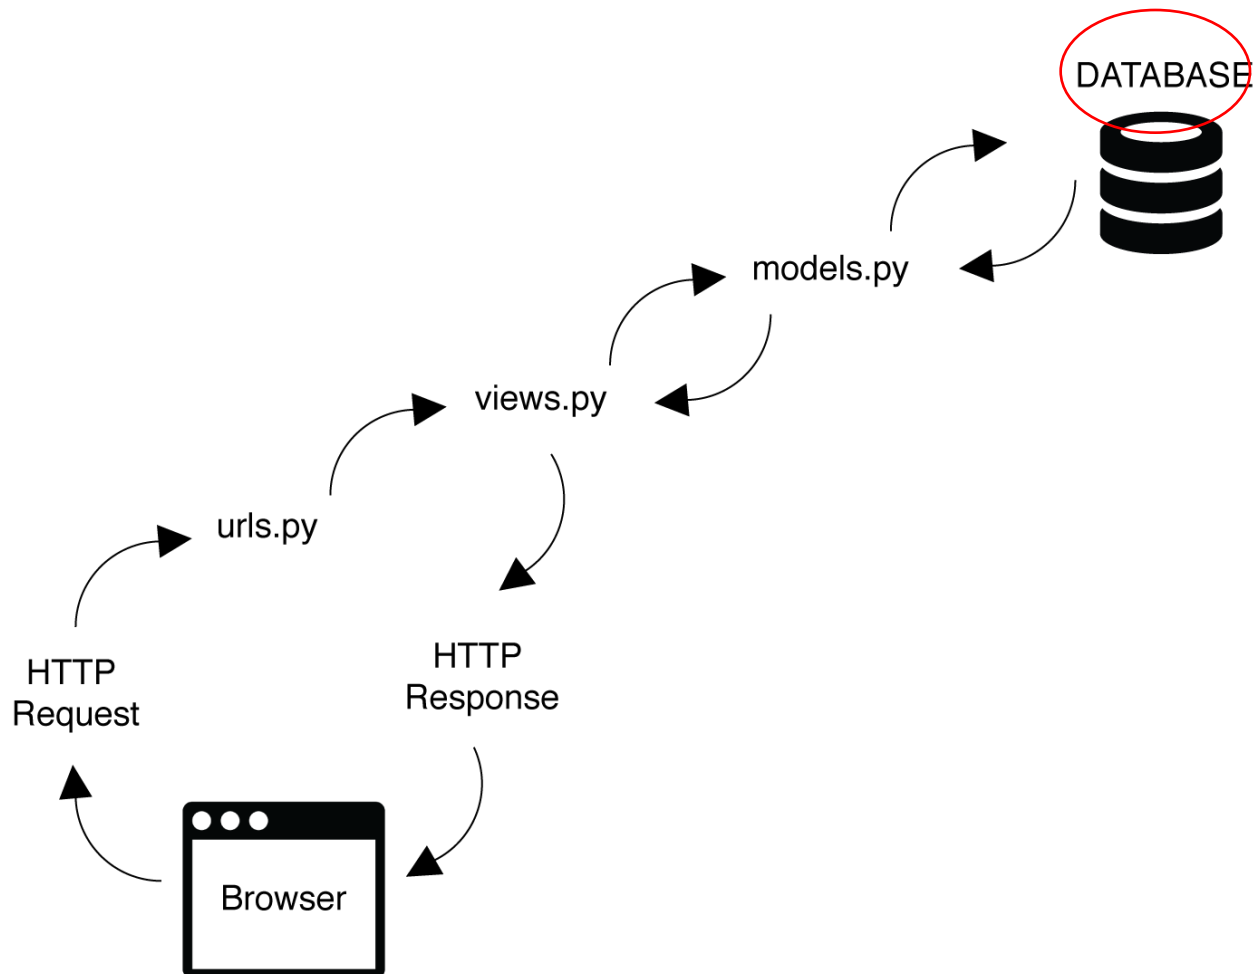 DATABASE
models.py
views.py
urls.py
HTTP
Request
HTTP
Response
Browser